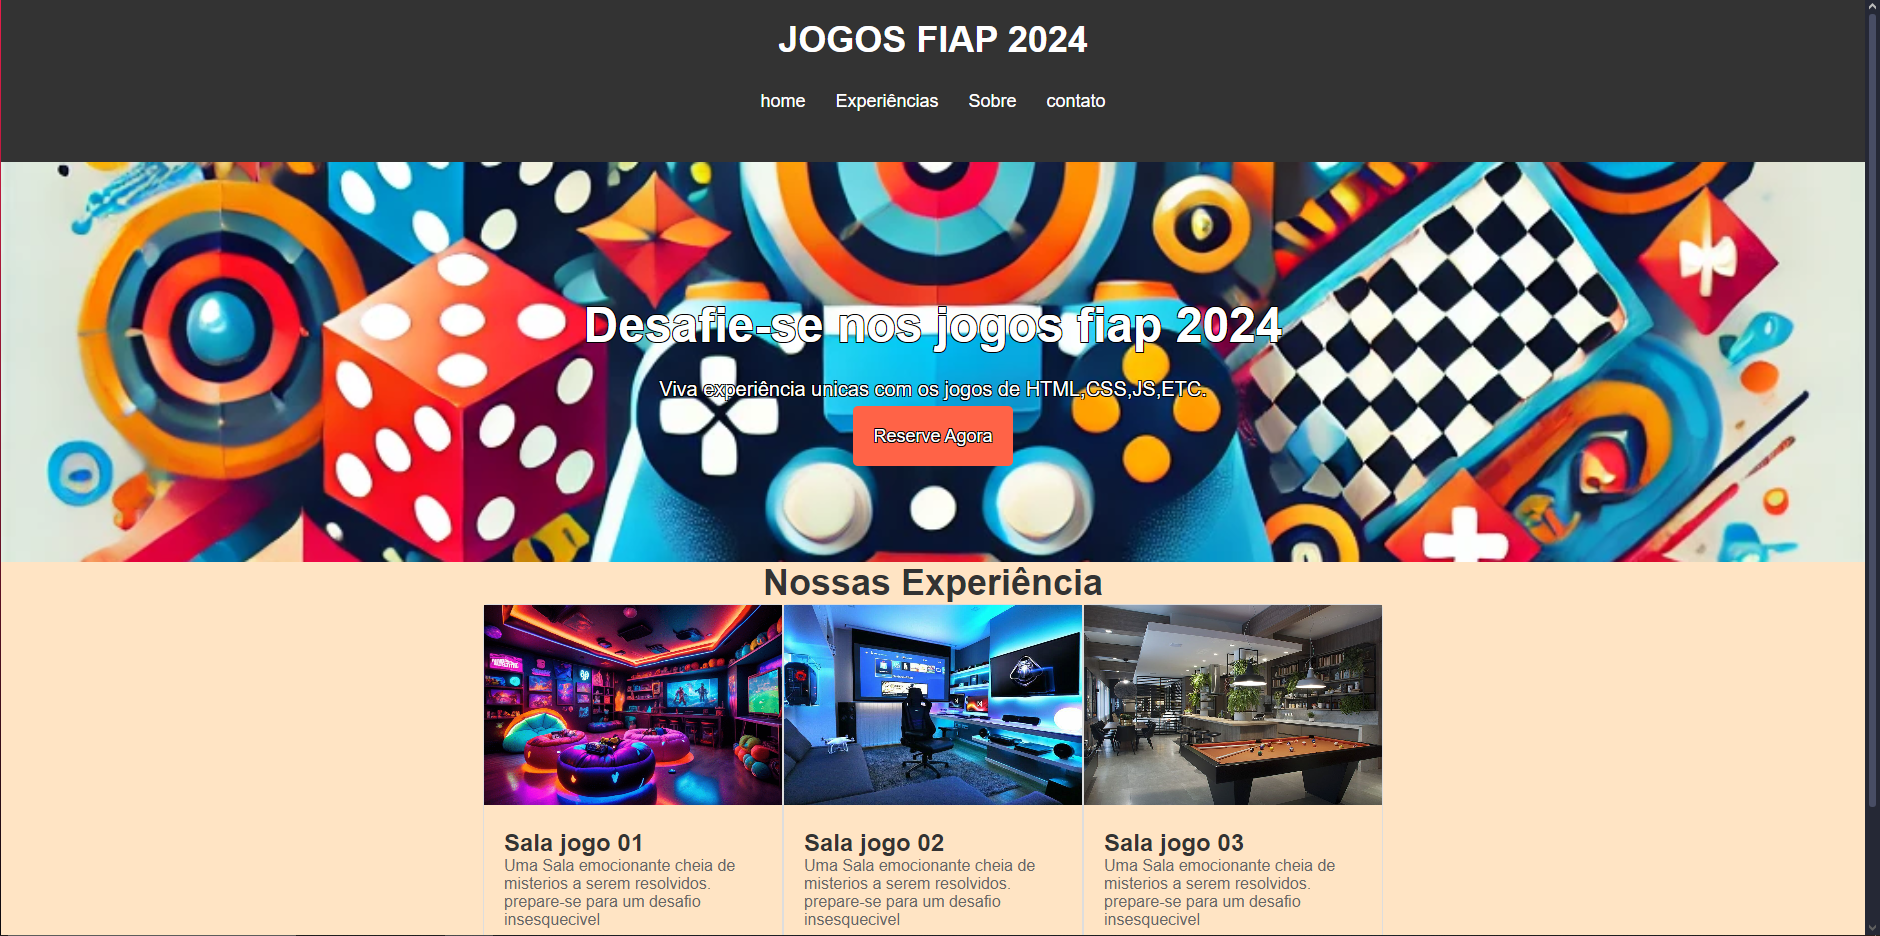 JOGOS FIAP 2024
home Experiências Sobre contato
Desafie-se nos jogos fiap 2024
Viva experiência unicas com os jogos de HTML,CSS,JS,ETC.
Reserve Agora
Nossas Experiência
Sala jogo 01
Uma Sala emocionante cheia de
misterios a serem resolvidos.
prepare-se para um desafio
insesquecivel
Sala jogo 02
Uma Sala emocionante cheia de
misterios a serem resolvidos.
prepare-se para um desafio
insesquecivel
Sala jogo 03
Uma Sala emocionante cheia de
misterios a serem resolvidos.
prepare-se para um desafio
insesquecivel